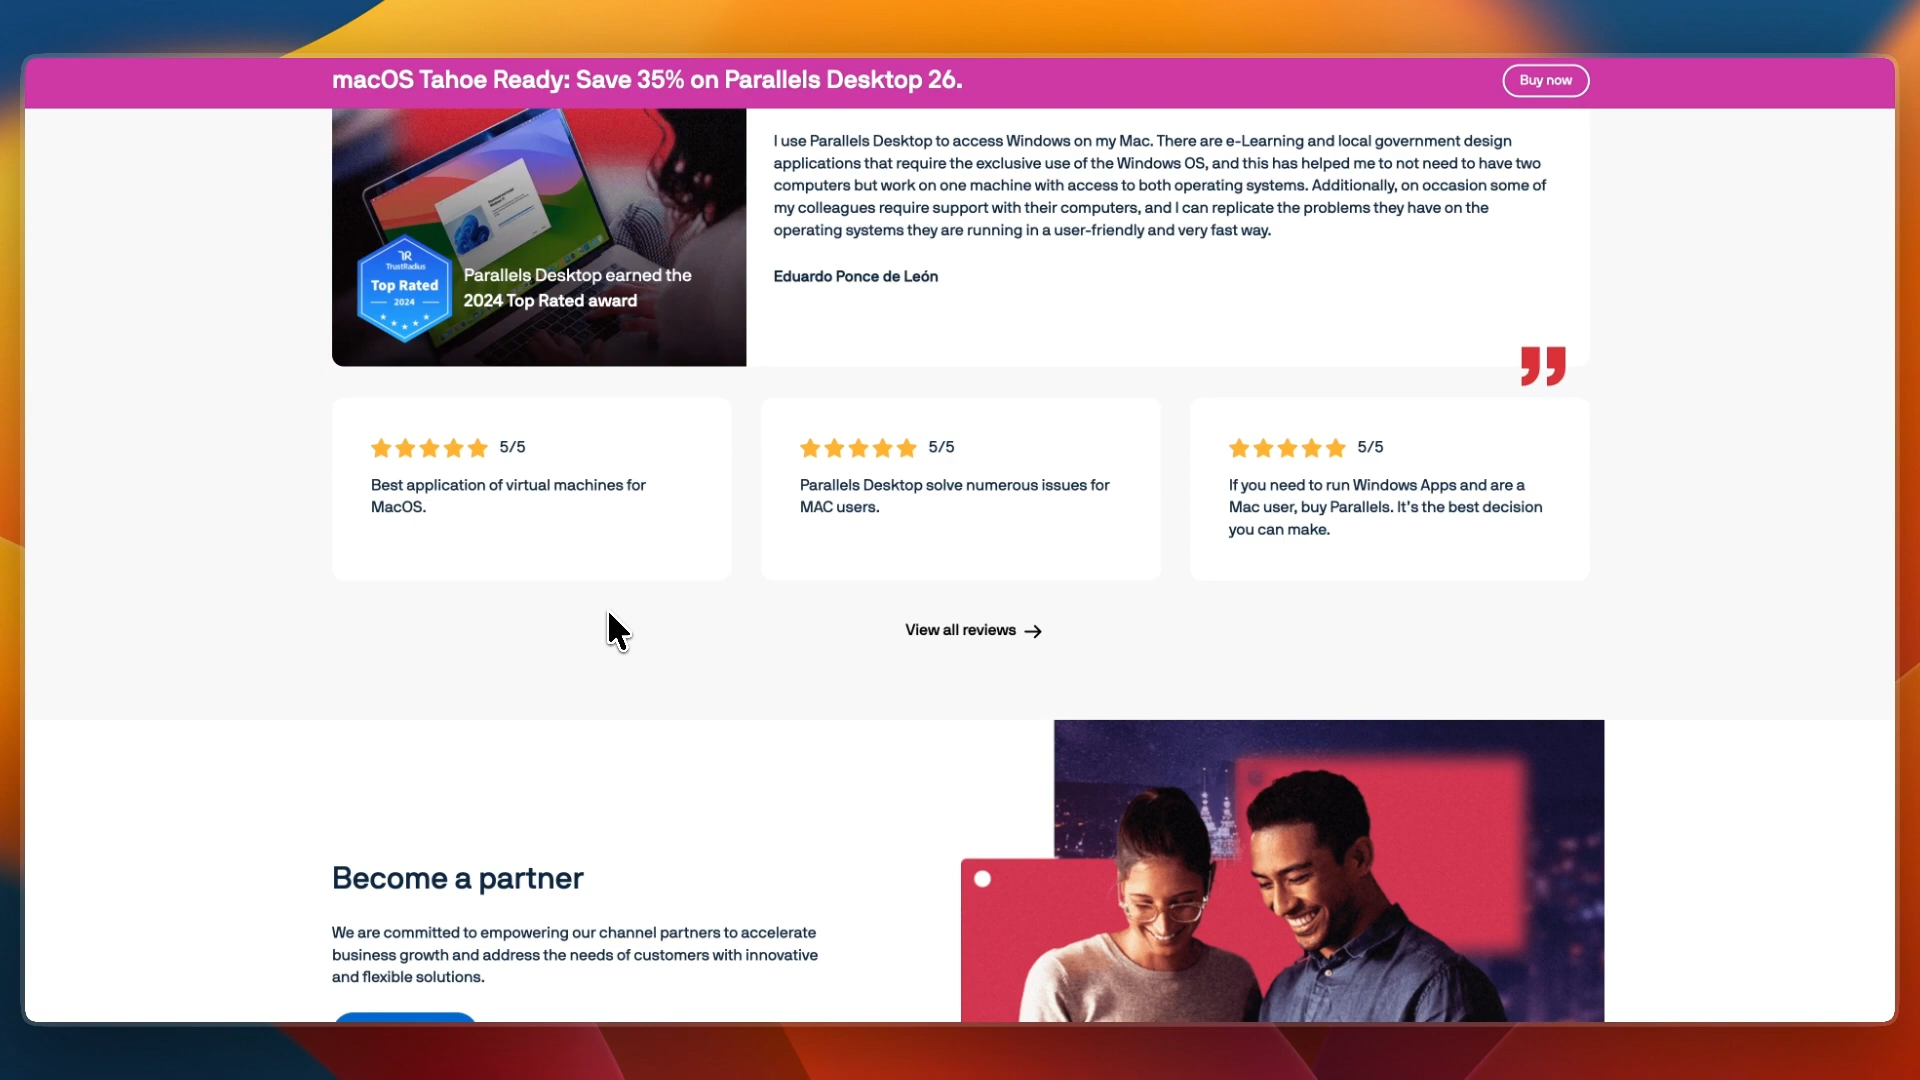 macOS Tahoe Ready: Save 35% on Parallels Desktop 26.
Buy now
I use Parallels Desktop to access Windows on my Mac. There are e-Learning and local government design
applications that require the exclusive use of the Windows OS, and this has helped me to not need to have two
computers but work on one machine with access to both operating systems. Additionally, on occasion some of
my colleagues require support with their computers, and I can replicate the problems they have on the
operating systems they are running in a user-friendly and very fast way.
Eduardo Ponce de León
TrustRadius
Top Rated
2024
Parallels Desktop earned the
2024 Top Rated award
5/5
Best application of virtual machines for
MacOS.
5/5
Parallels Desktop solve numerous issues for
MAC users.
5/5
If you need to run Windows Apps and are a
Mac user, buy Parallels. It's the best decision
you can make.
View all reviews
Become a partner
We are committed to empowering our channel partners to accelerate
business growth and address the needs of customers with innovative
and flexible solutions.